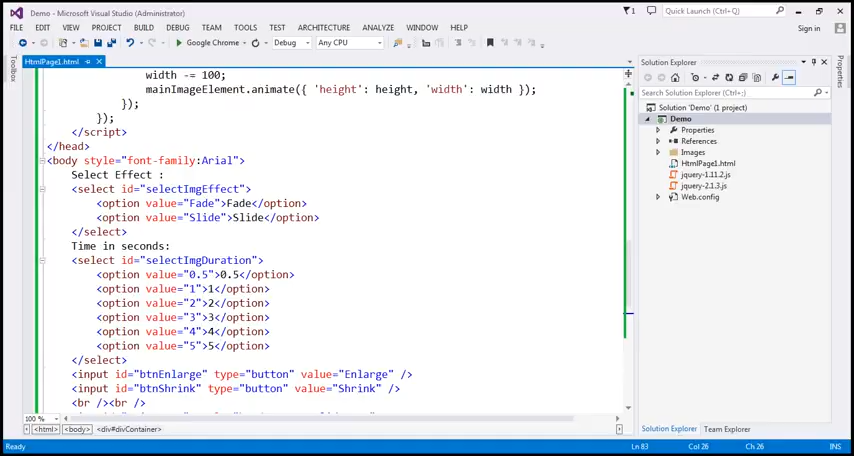 Demo - Microsoft Visual Studio (Administrator)
1
Quick Launch (Ctrl+Q)
FILE EDIT VIEW PROJECT BUILD DEBUG TEAM TOOLS TEST ARCHITECTURE ANALYZE WINDOW HELP
Sign in
Google Chrome
Debug
Any CPU
Toolbox
HtmlPage1.html
width -= 100;
mainImageElement.animate({ 'height': height, 'width': width });
});
});
</script>
</head>
<body style="font-family:Arial">
Select Effect :
<select id="selectImgEffect">
<option value="Fade">Fade</option>
<option value="Slide">Slide</option>
</select>
Time in seconds:
<select id="selectImgDuration">
<option value="0.5">0.5</option>
<option value="1">1</option>
<option value="2">2</option>
<option value="3">3</option>
<option value="4">4</option>
<option value="5">5</option>
</select>
<input id="btnEnlarge" type="button" value="Enlarge" />
<input id="btnShrink" type="button" value="Shrink" />
<br /><br />
100 %
<html> <body> <div#divContainer>
Solution Explorer
Search Solution Explorer (Ctrl+;)
Solution 'Demo' (1 project)
Demo
Properties
References
Images
HtmlPage1.html
jquery-1.11.2.js
jquery-2.1.3.js
Web.config
Solution Explorer Team Explorer
Properties
Ready
Ln 83 Col 26 Ch 26 INS